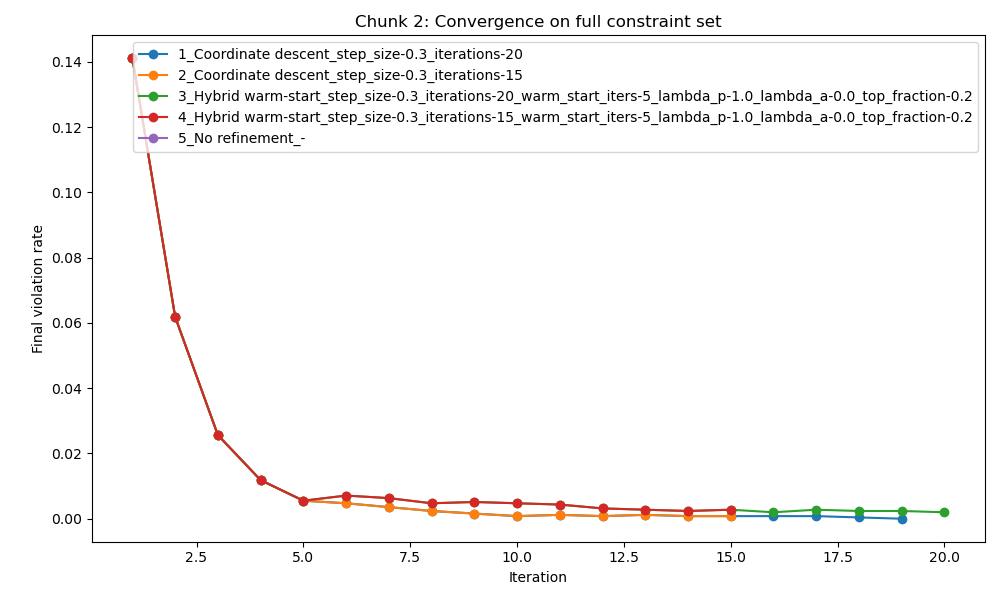 Chunk 2: Convergence on full constraint set
1_Coordinate descent_step_size-0.3_iterations-20
2_Coordinate descent_step_size-0.3_iterations-15
3_Hybrid warm-start_step_size-0.3_iterations-20_warm_start_iters-5_lambda_p-1.0_lambda_a-0.0_top_fraction-0.2
4_Hybrid warm-start_step_size-0.3_iterations-15_warm_start_iters-5_lambda_p-1.0_lambda_a-0.0_top_fraction-0.2
5_No refinement_-
Final violation rate
0.14
0.12
0.10
0.08
0.06
0.04
0.02
0.00
2.5 5.0 7.5 10.0 12.5 15.0 17.5 20.0
Iteration